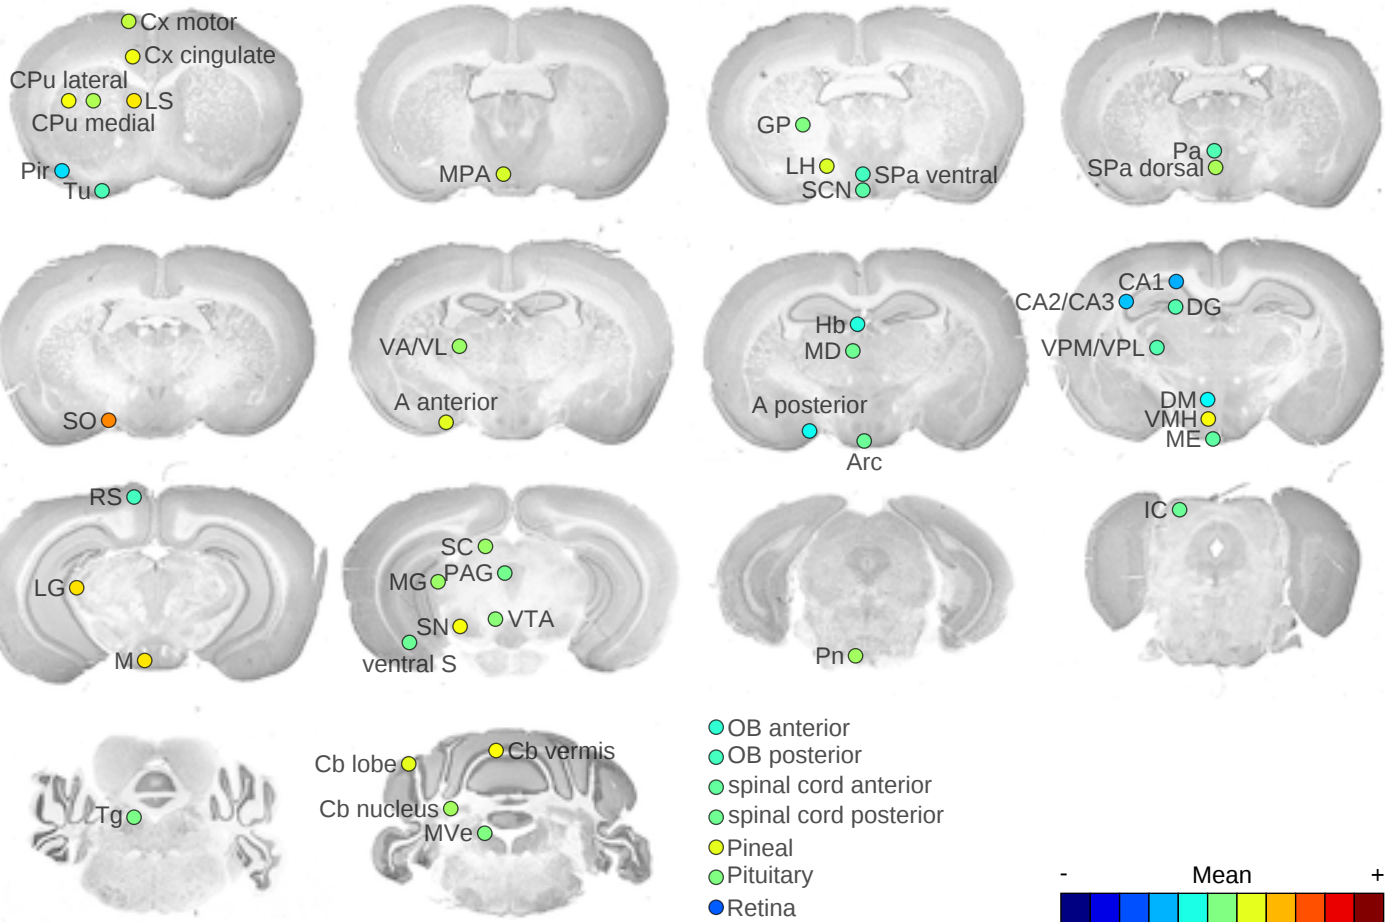 Cx motor
Cx cingulate
CPu lateral
LS
CPu medial
Pir
Tu
MPA
GP
LH
SPa ventral
SCN
Pa
SPa dorsal
SO
VA/VL
A anterior
Hb
MD
A posterior
Arc
CA1
CA2/CA3
DG
VPM/VPL
DM
VMH
ME
RS
LG
M
SC
MG
PAG
SN
VTA
ventral S
Pn
IC
Tg
Cb lobe
Cb vermis
Cb nucleus
MVe
OB anterior
OB posterior
spinal cord anterior
spinal cord posterior
Pineal
Pituitary
Retina
- Mean +